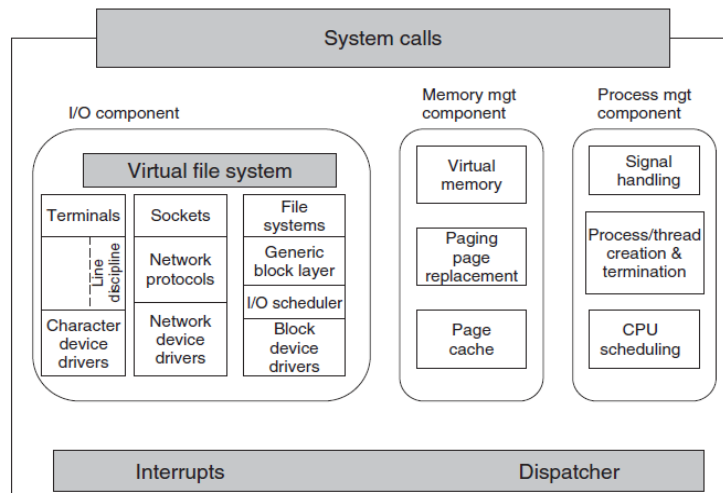 System calls
I/O component
Memory mgt
component
Process mgt
component
Virtual file system
Terminals
Line
discipline
Character
device
drivers
Sockets
Network
protocols
Network
device
drivers
File
systems
Generic
block layer
I/O scheduler
Block
device
drivers
Virtual
memory
Paging
page
replacement
Page
cache
Signal
handling
Process/thread
creation &
termination
CPU
scheduling
Interrupts
Dispatcher